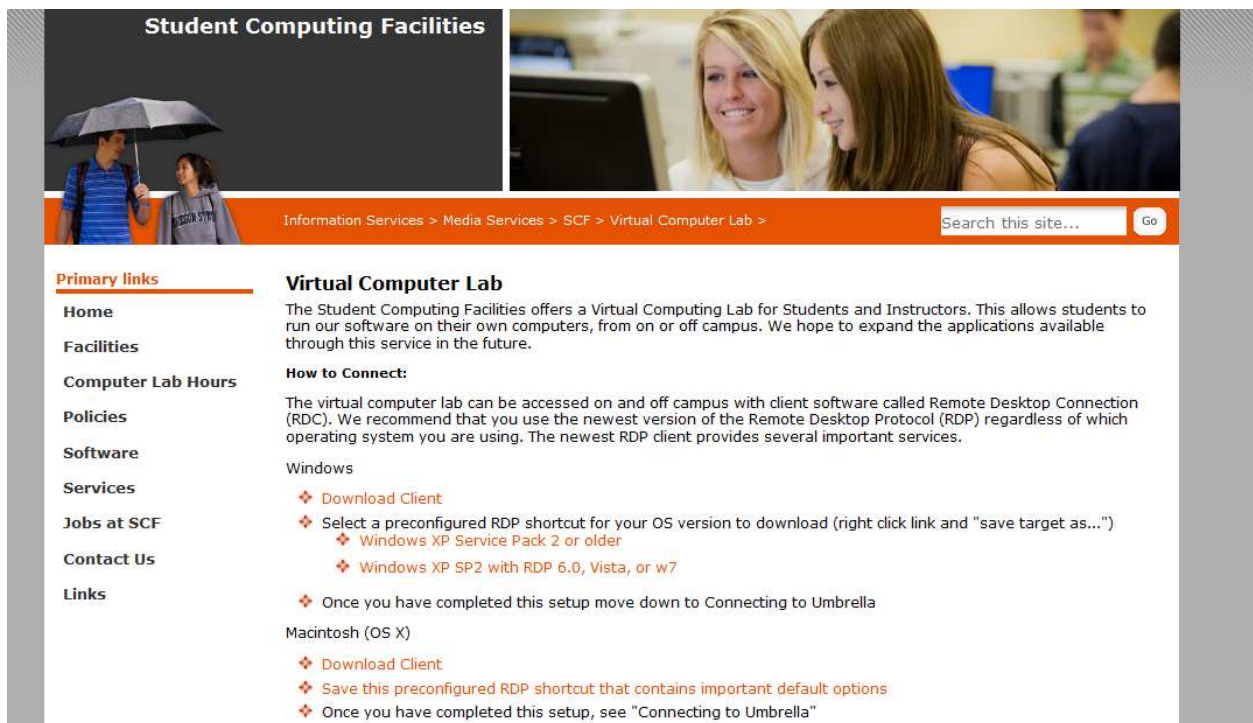 Student Computing Facilities
Information Services > Media Services > SCF > Virtual Computer Lab >
Search this site...
Go
Primary links
Home
Facilities
Computer Lab Hours
Policies
Software
Services
Jobs at SCF
Contact Us
Links
Virtual Computer Lab
The Student Computing Facilities offers a Virtual Computing Lab for Students and Instructors. This allows students to
run our software on their own computers, from on or off campus. We hope to expand the applications available
through this service in the future.
How to Connect:
The virtual computer lab can be accessed on and off campus with client software called Remote Desktop Connection
(RDC). We recommend that you use the newest version of the Remote Desktop Protocol (RDP) regardless of which
operating system you are using. The newest RDP client provides several important services.
Windows
Download Client
Select a preconfigured RDP shortcut for your OS version to download (right click link and "save target as...")
Windows XP Service Pack 2 or older
Windows XP SP2 with RDP 6.0, Vista, or w7
Once you have completed this setup move down to Connecting to Umbrella
Macintosh (OS X)
Download Client
Save this preconfigured RDP shortcut that contains important default options
Once you have completed this setup, see "Connecting to Umbrella"